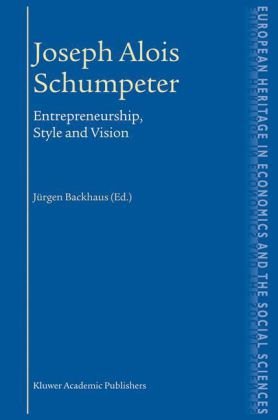 Joseph Alois
Schumpeter
Entrepreneurship,
Style and Vision
Jürgen Backhaus (Ed.)
Kluwer Academic Publishers
EUROPEAN HERITAGE IN ECONOMICS AND THE SOCIAL SCIENCES